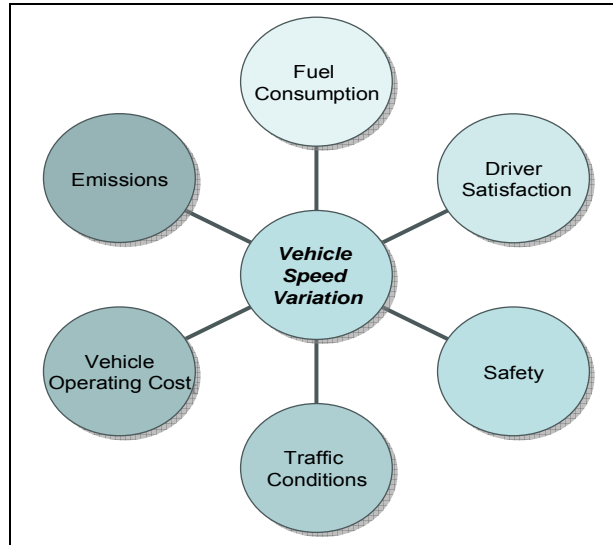 Fuel
Consumption
Driver
Satisfaction
Emissions
Vehicle
Speed
Variation
Vehicle
Operating Cost
Safety
Traffic
Conditions